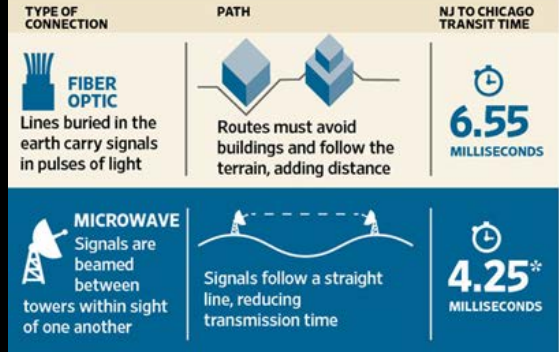 TYPE OF
CONNECTION
PATH
NJ TO CHICAGO
TRANSIT TIME
FIBER
OPTIC
Lines buried in the
earth carry signals
in pulses of light
Routes must avoid
buildings and follow the
terrain, adding distance
6.55
MILLISECONDS
MICROWAVE
Signals are
beamed
between
towers within sight
of one another
Signals follow a straight
line, reducing
transmission time
4.25*
MILLISECONDS